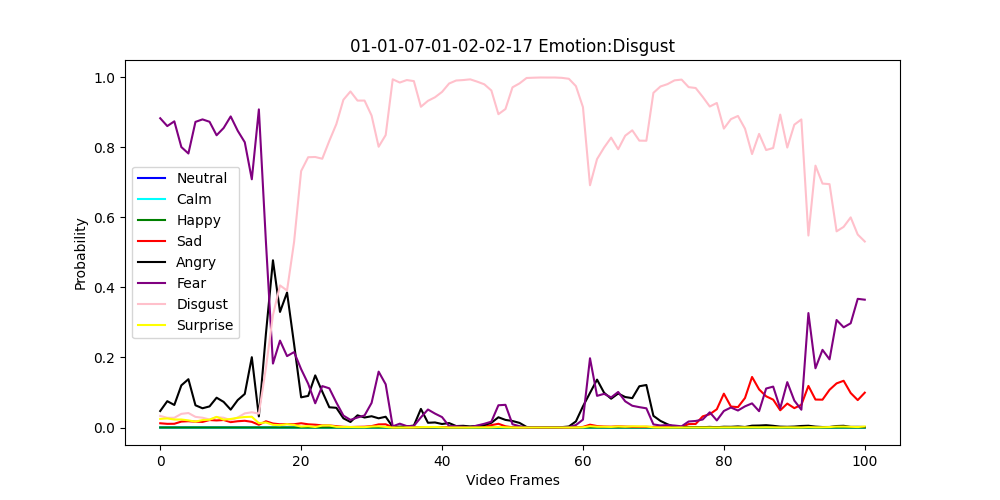 01-01-07-01-02-02-17 Emotion:Disgust
1.0
0.8
0.6
0.4
0.2
0.0
Probability
Neutral
Calm
Happy
Sad
Angry
Fear
Disgust
Surprise
0 20 40 60 80 100
Video Frames